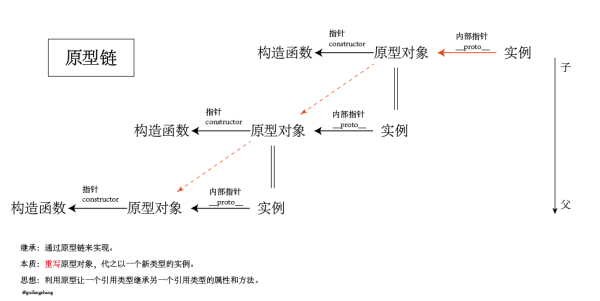 原型链
指针
constructor
内部指针
__proto__
构造函数
原型对象
实例
子
指针
constructor
内部指针
__proto__
构造函数
原型对象
实例
指针
constructor
内部指针
__proto__
构造函数
原型对象
实例
父
继承：通过原型链来实现。
本质：重写原型对象，代之以一个新类型的实例。
思想：利用原型让一个引用类型继承另一个引用类型的属性和方法。